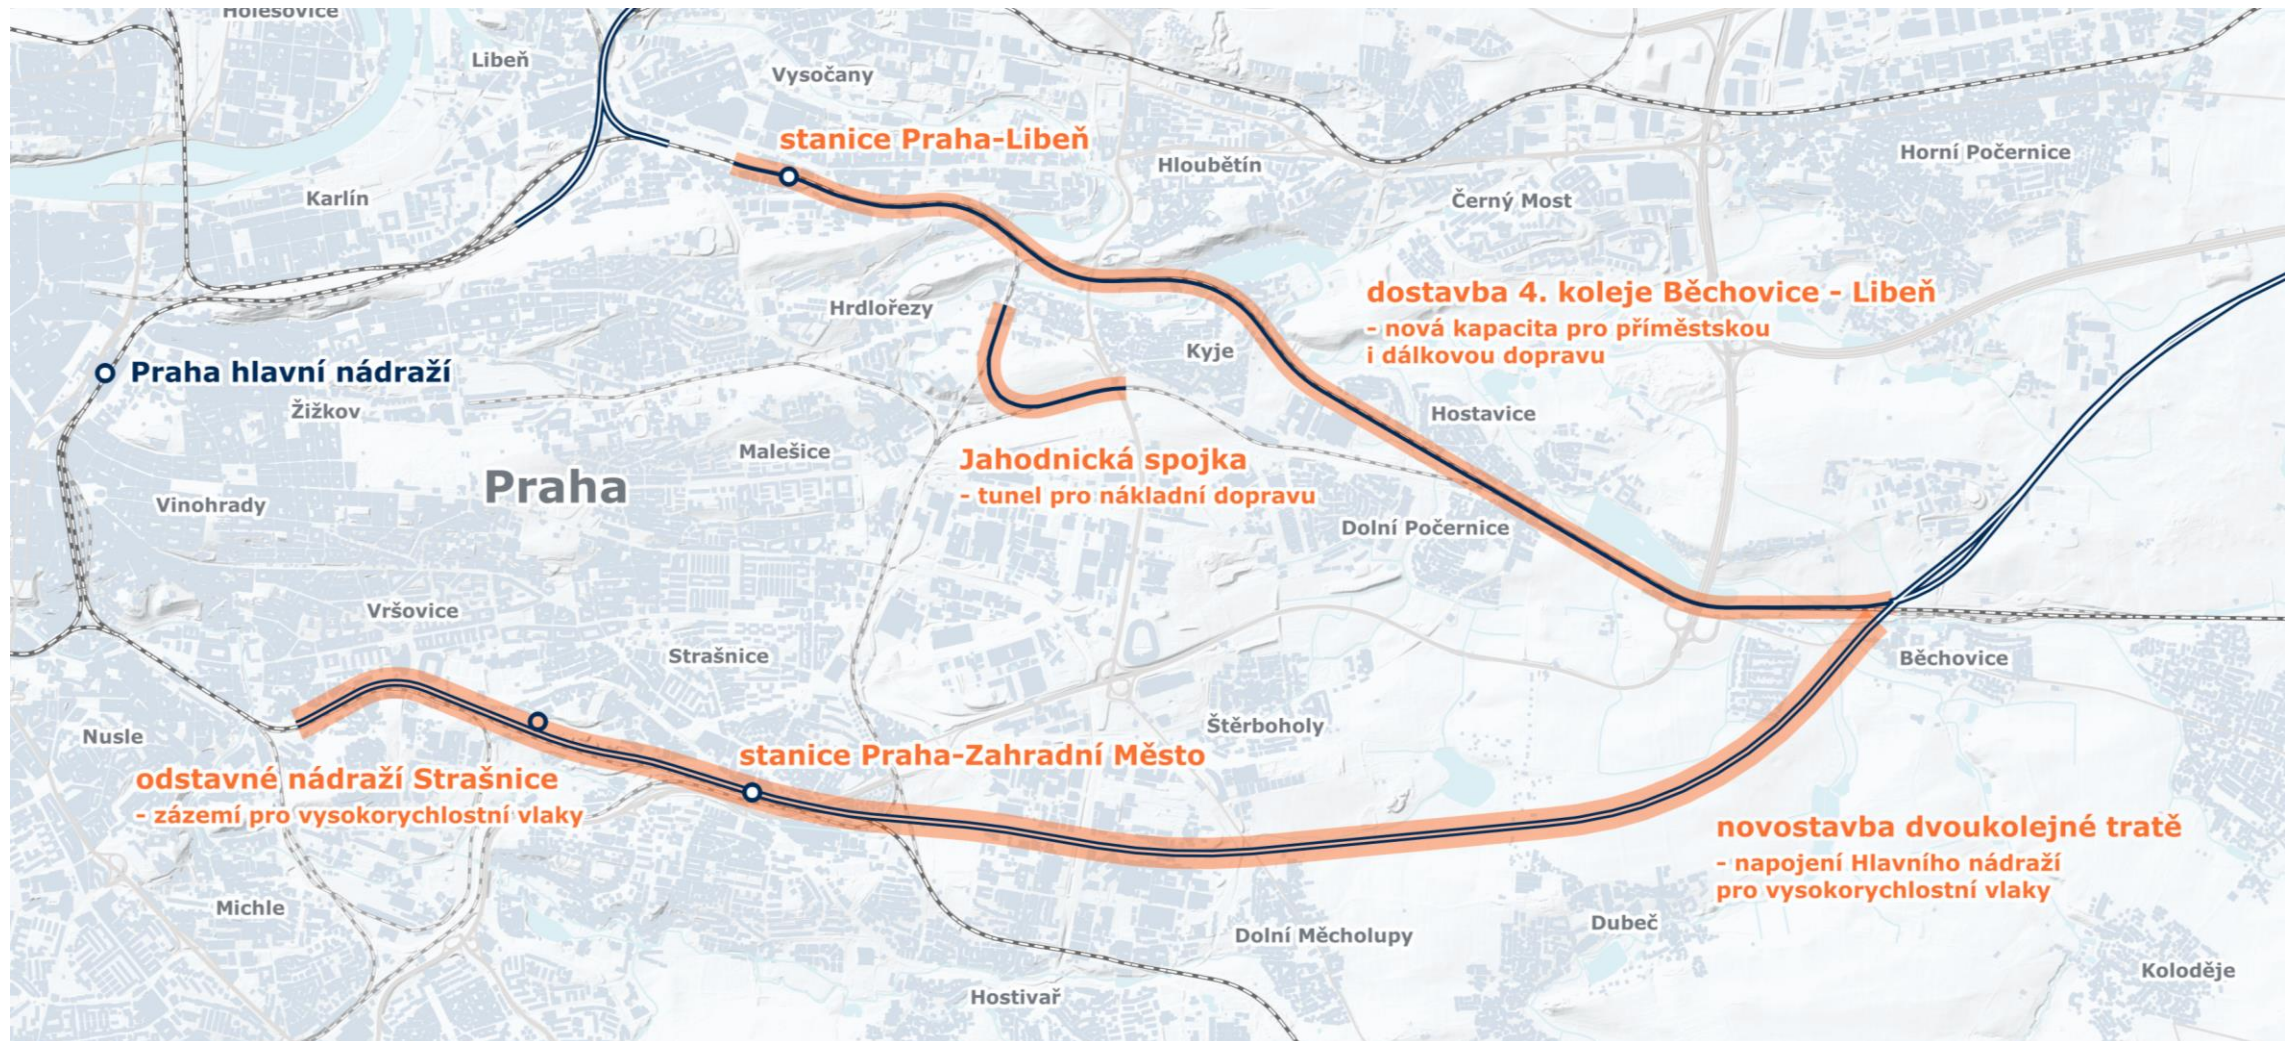 Holešovice
Libeň
Vysočany
stanice Praha-Libeň
Hloubětín
Horní Počernice
Karlín
Černý Most
dostavba 4. koleje Běchovice - Libeň
- nová kapacita pro příměstskou
i dálkovou dopravu
Hrdlořezy
Kyje
Praha hlavní nádraží
Žižkov
Hostavice
Malešice
Jahodnická spojka
- tunel pro nákladní dopravu
Praha
Vinohrady
Dolní Počernice
Vršovice
Strašnice
Běchovice
Nusle
Štěrboholy
stanice Praha-Zahradní Město
odstavné nádraží Strašnice
- zázemí pro vysokorychlostní vlaky
novostavba dvoukolejné tratě
- napojení Hlavního nádraží
pro vysokorychlostní vlaky
Michle
Dubeč
Dolní Měcholupy
Koloděje
Hostivař